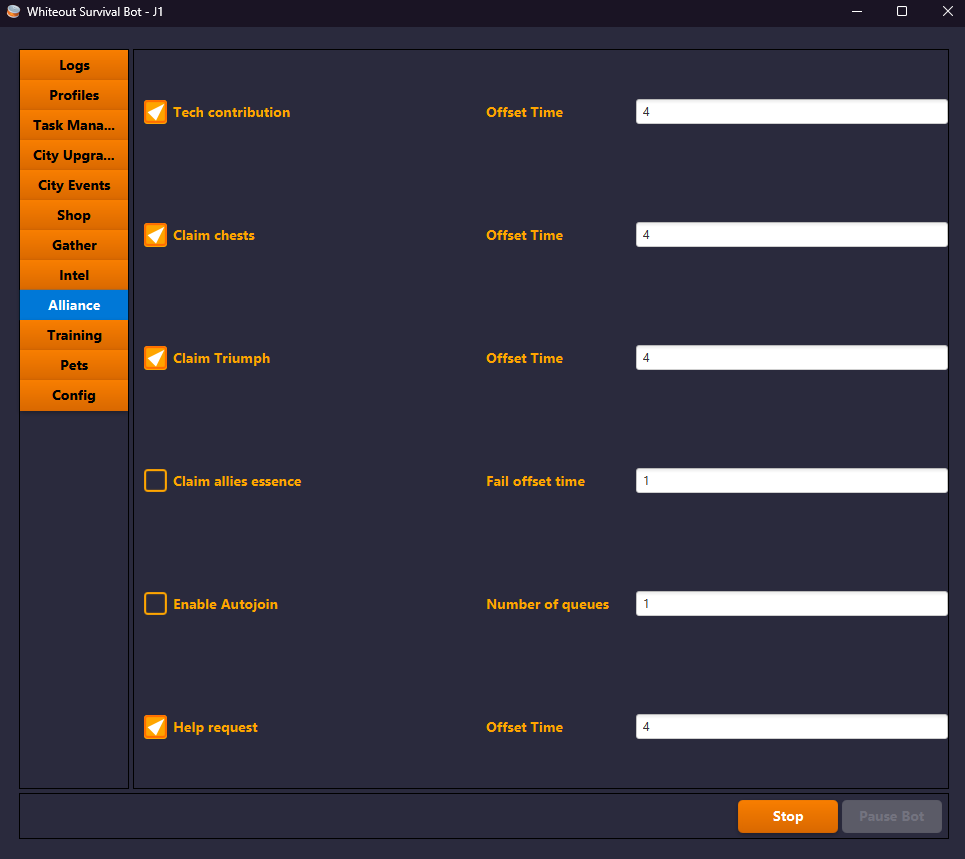 Whiteout Survival Bot - J1
Logs
Profiles
Task Mana...
City Upgra...
City Events
Shop
Gather
Intel
Alliance
Training
Pets
Config
Tech contribution Offset Time 4
Claim chests Offset Time 4
Claim Triumph Offset Time 4
Claim allies essence Fail offset time 1
Enable Autojoin Number of queues 1
Help request Offset Time 4
Stop Pause Bot